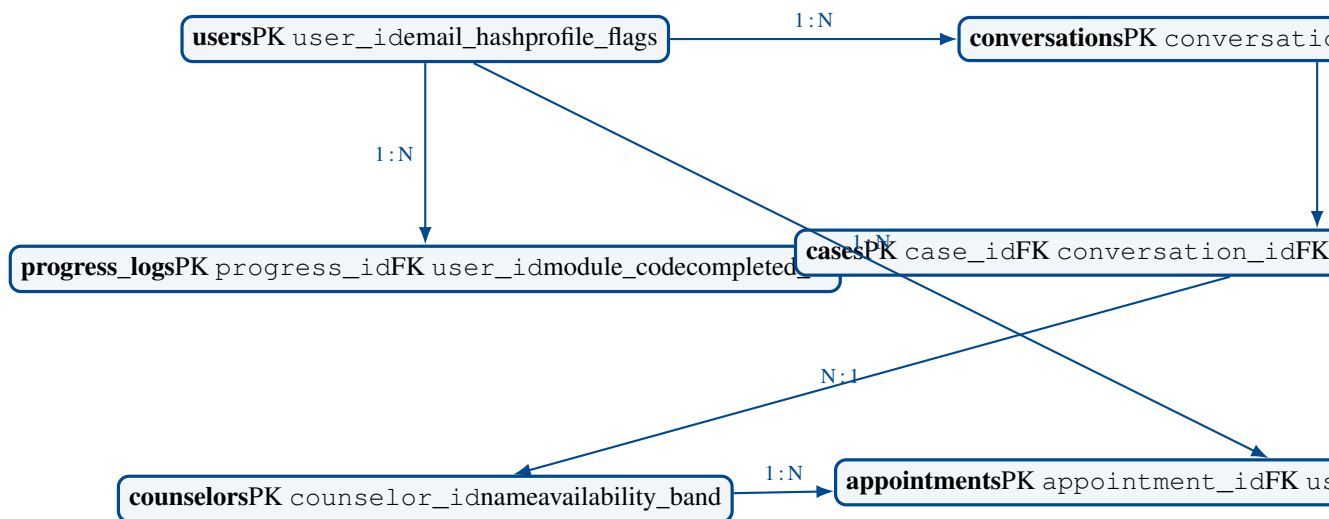 1 : N
usersPK user_idemail_hashprofile_flags
conversationsPK conversatio
1 : N
1 : N
progress_logsPK progress_idFK user_idmodule_codecompleted_
casesPK case_idFK conversation_idFK
N : 1
1 : N
counselorsPK counselor_idnameavailability_band
appointmentsPK appointment_idFK us